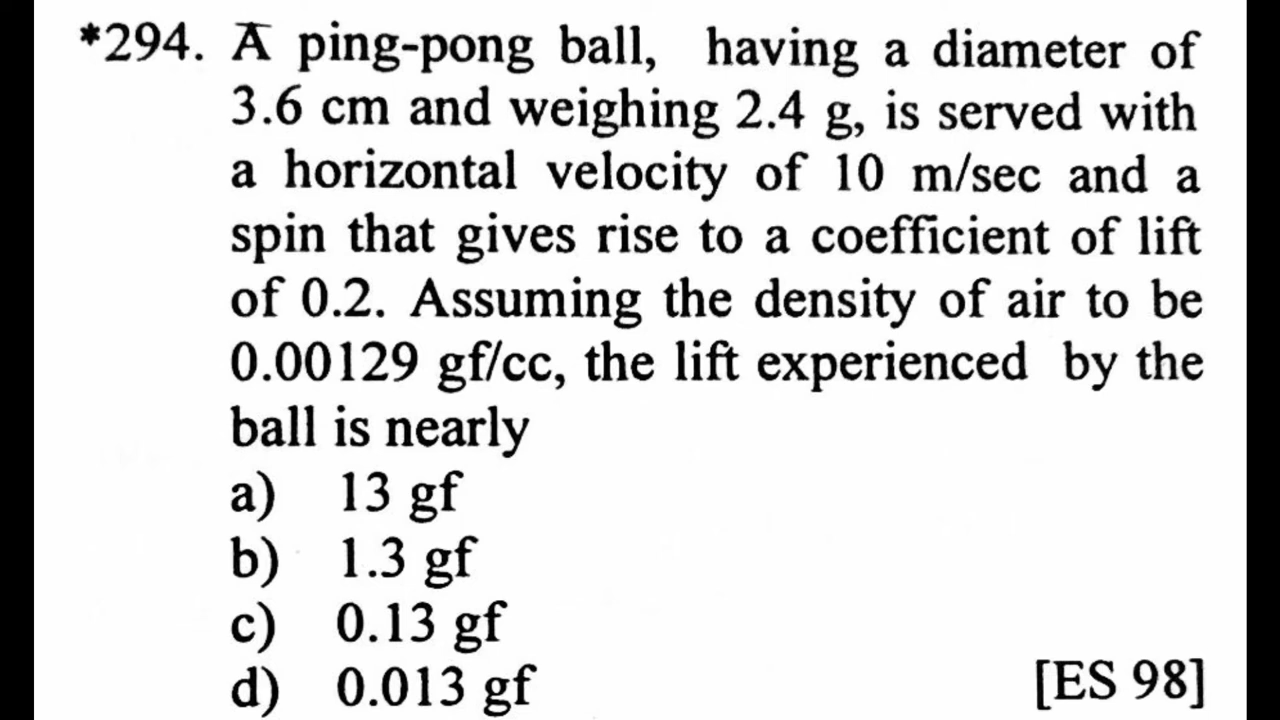 *294. A ping-pong ball, having a diameter of
3.6 cm and weighing 2.4 g, is served with
a horizontal velocity of 10 m/sec and a
spin that gives rise to a coefficient of lift
of 0.2. Assuming the density of air to be
0.00129 gf/cc, the lift experienced by the
ball is nearly
a) 13 gf
b) 1.3 gf
c) 0.13 gf
d) 0.013 gf [ES 98]